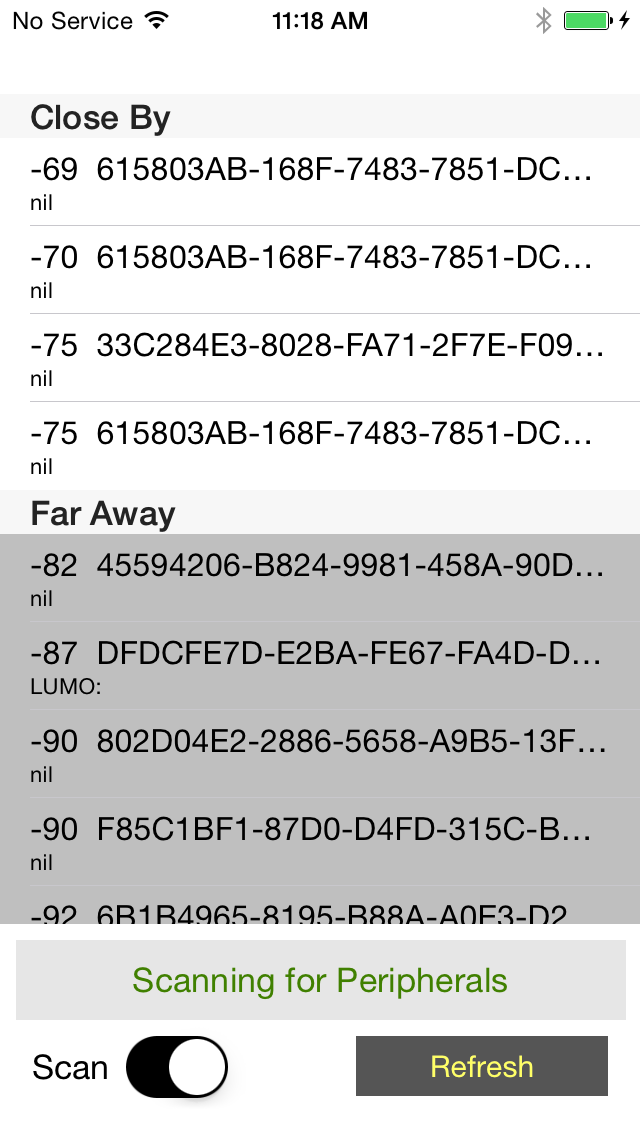 No Service 11:18 AM
Close By
-69 615803AB-168F-7483-7851-DC...
nil
-70 615803AB-168F-7483-7851-DC...
nil
-75 33C284E3-8028-FA71-2F7E-F09...
nil
-75 615803AB-168F-7483-7851-DC...
nil
Far Away
-82 45594206-B824-9981-458A-90D...
nil
-87 DFDCFE7D-E2BA-FE67-FA4D-D...
LUMO:
-90 802D04E2-2886-5658-A9B5-13F...
nil
-90 F85C1BF1-87D0-D4FD-315C-B...
nil
-92 6B1B4965-8195-B88A-A0F3-D2
Scanning for Peripherals
Scan Refresh